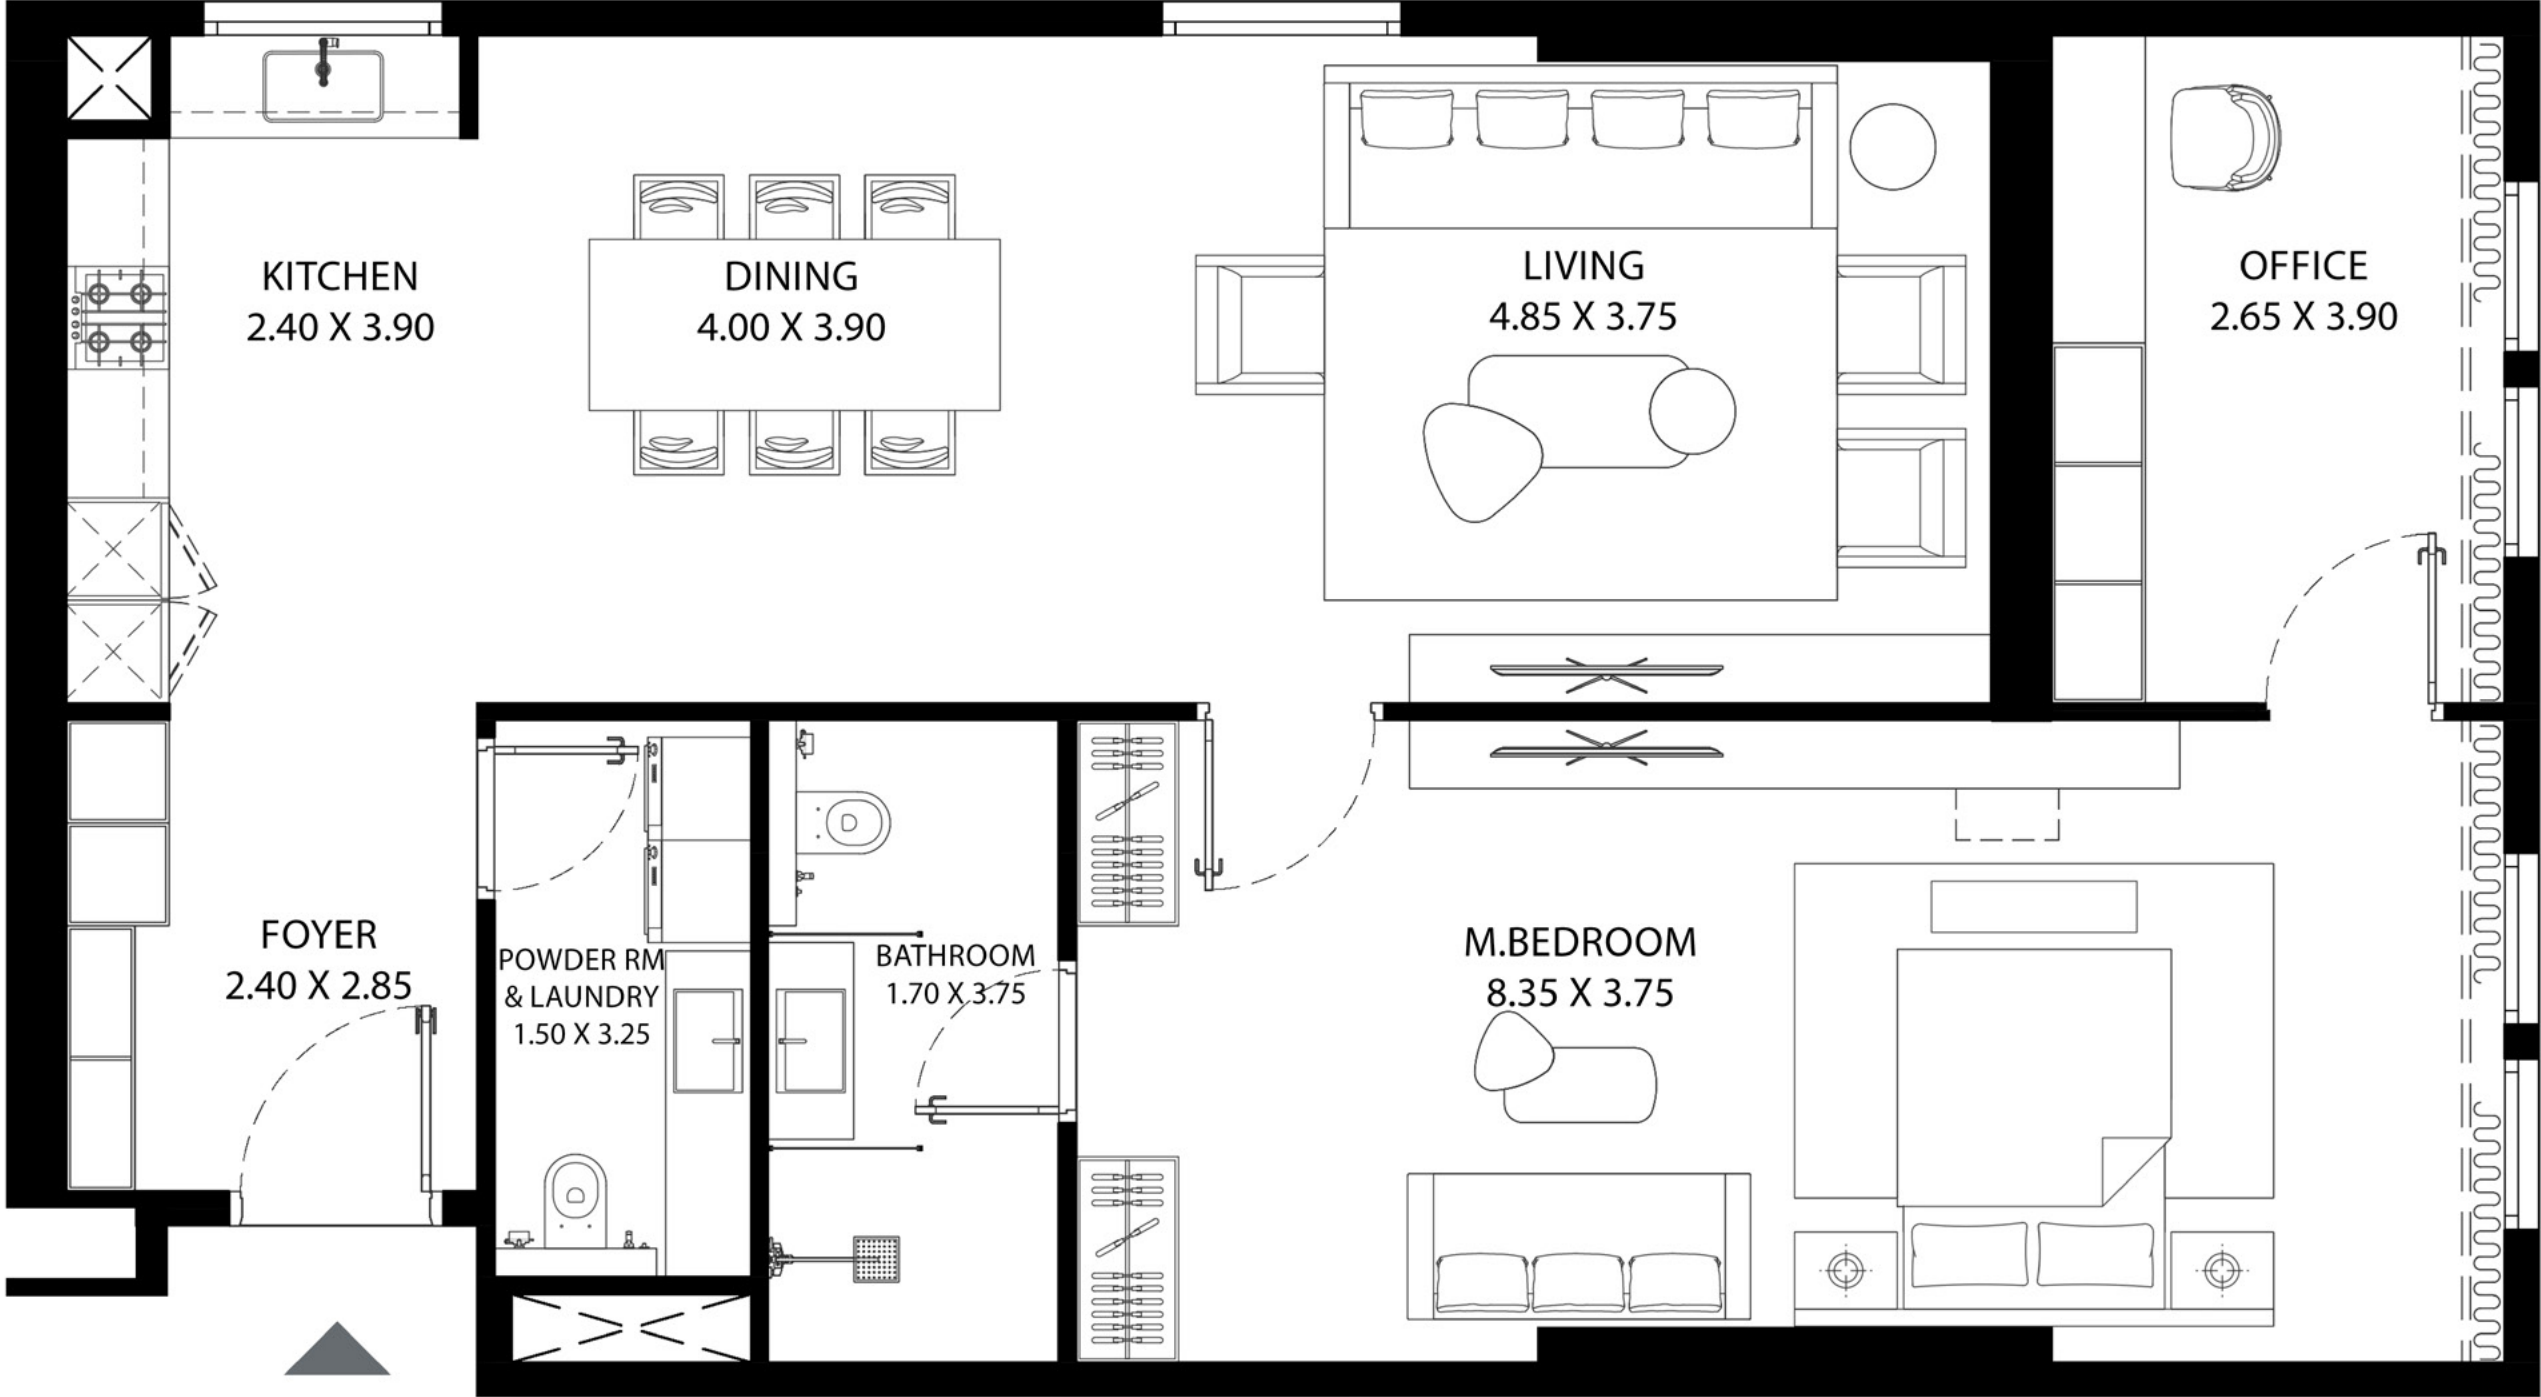 KITCHEN
2.40 X 3.90
DINING
4.00 X 3.90
LIVING
4.85 X 3.75
OFFICE
2.65 X 3.90
FOYER
2.40 X 2.85
POWDER RM
& LAUNDRY
1.50 X 3.25
BATHROOM
1.70 X 3.75
M.BEDROOM
8.35 X 3.75